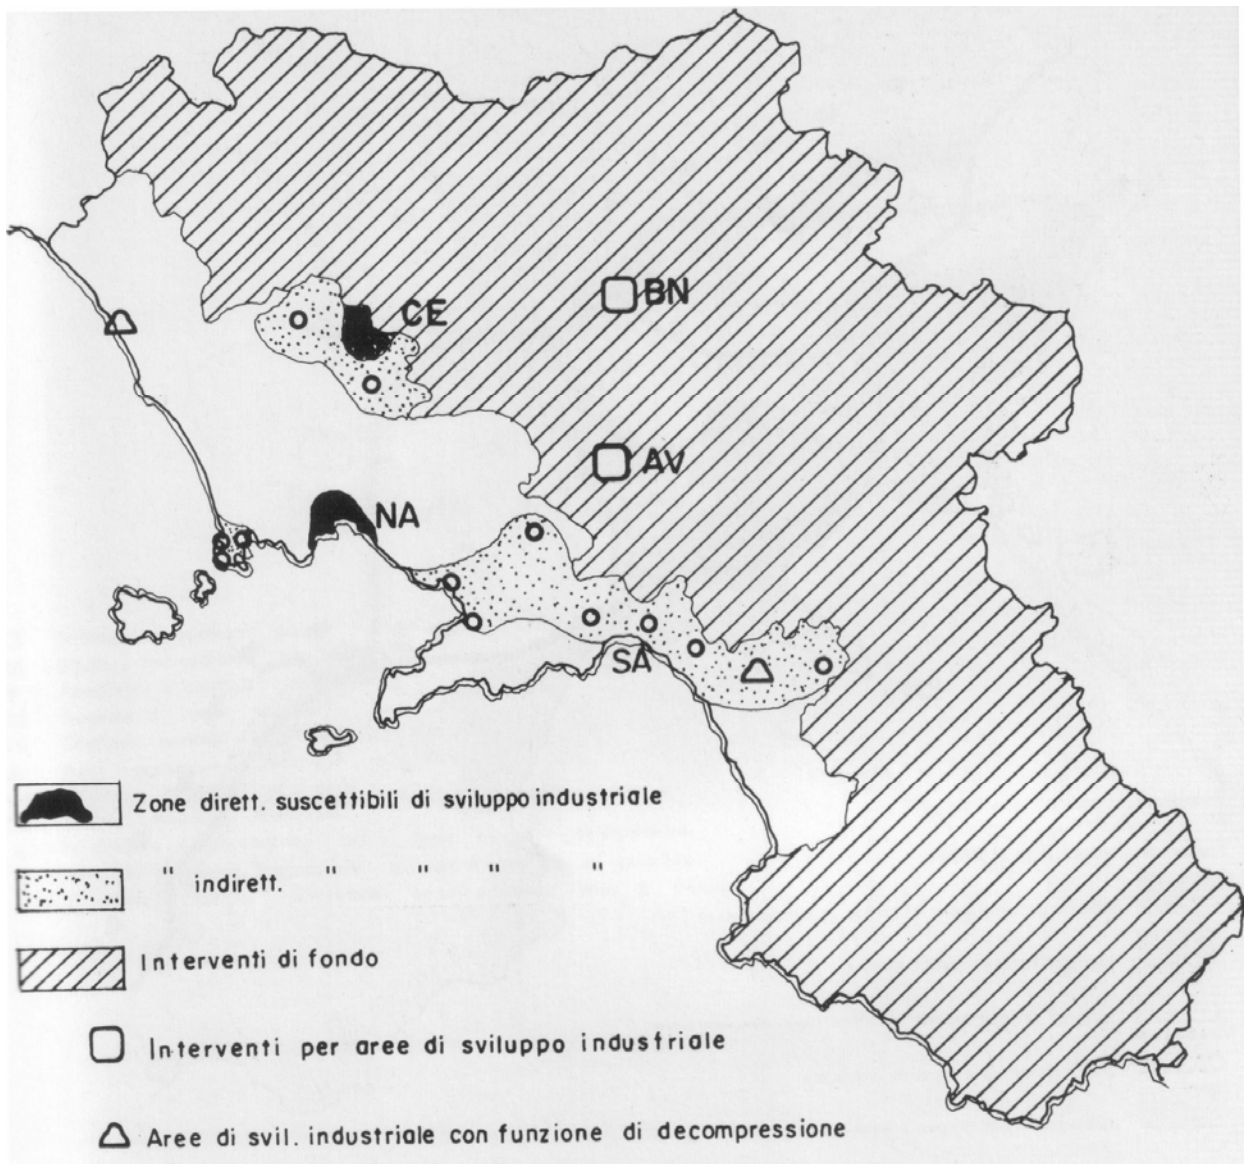 CE
BN
AV
NA
SA
Zone dirett. suscettibili di sviluppo industriale
" indirett. " " " "
Interventi di fondo
Interventi per aree di sviluppo industriale
Aree di svil. industriale con funzione di decompressione